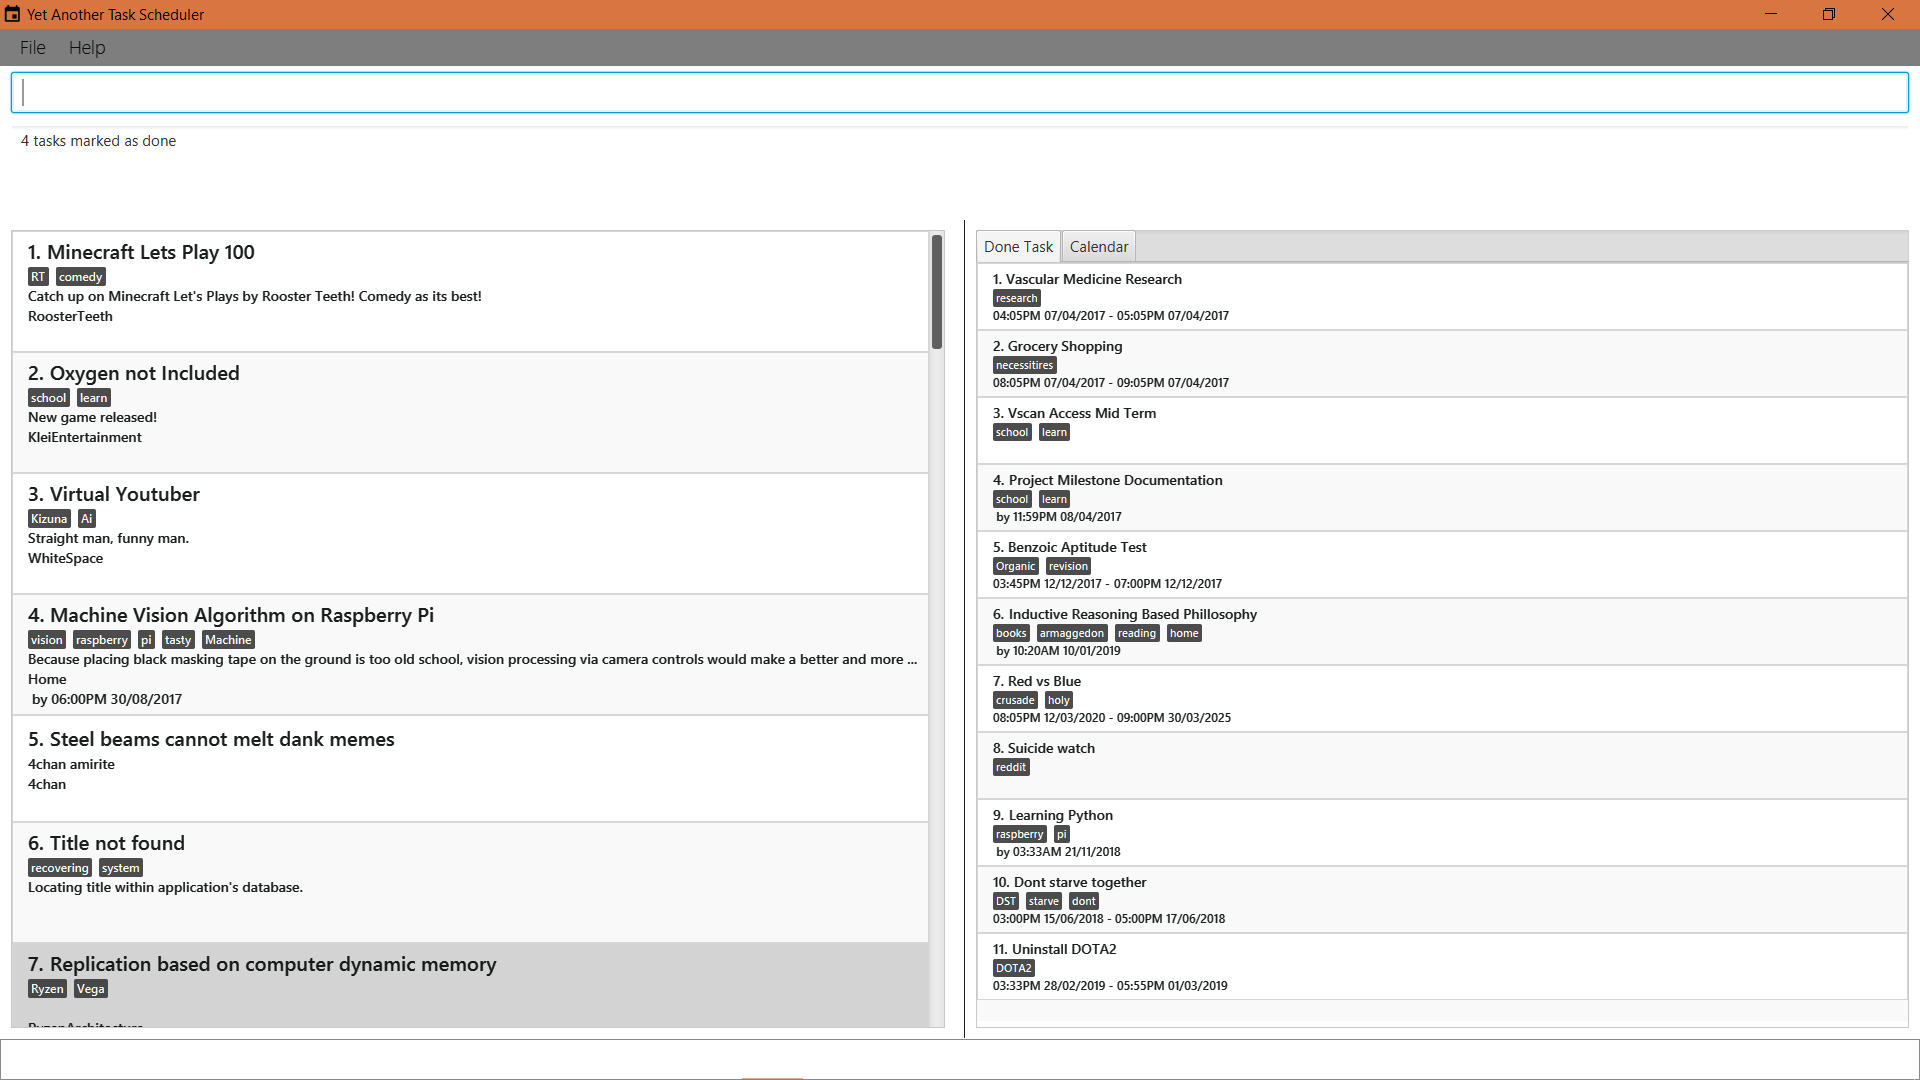 Yet Another Task Scheduler
File Help
4 tasks marked as done
1. Minecraft Lets Play 100
RT comedy
Catch up on Minecraft Let's Plays by Rooster Teeth! Comedy as its best!
RoosterTeeth
2. Oxygen not Included
school learn
New game released!
KleiEntertainment
3. Virtual Youtuber
Kizuna Ai
Straight man, funny man.
WhiteSpace
4. Machine Vision Algorithm on Raspberry Pi
vision raspberry pi tasty Machine
Because placing black masking tape on the ground is too old school, vision processing via camera controls would make a better and more ...
Home
by 06:00PM 30/08/2017
5. Steel beams cannot melt dank memes
4chan amirite
4chan
6. Title not found
recovering system
Locating title within application's database.
7. Replication based on computer dynamic memory
Ryzen Vega
RyzenArchitecture
Done Task Calendar
1. Vascular Medicine Research
research
04:05PM 07/04/2017 - 05:05PM 07/04/2017
2. Grocery Shopping
necessitires
08:05PM 07/04/2017 - 09:05PM 07/04/2017
3. Vscan Access Mid Term
school learn
4. Project Milestone Documentation
school learn
by 11:59PM 08/04/2017
5. Benzoic Aptitude Test
Organic revision
03:45PM 12/12/2017 - 07:00PM 12/12/2017
6. Inductive Reasoning Based Phillosophy
books armaggedon reading home
by 10:20AM 10/01/2019
7. Red vs Blue
crusade holy
08:05PM 12/03/2020 - 09:00PM 30/03/2025
8. Suicide watch
reddit
9. Learning Python
raspberry pi
by 03:33AM 21/11/2018
10. Dont starve together
DST starve dont
03:00PM 15/06/2018 - 05:00PM 17/06/2018
11. Uninstall DOTA2
DOTA2
03:33PM 28/02/2019 - 05:55PM 01/03/2019